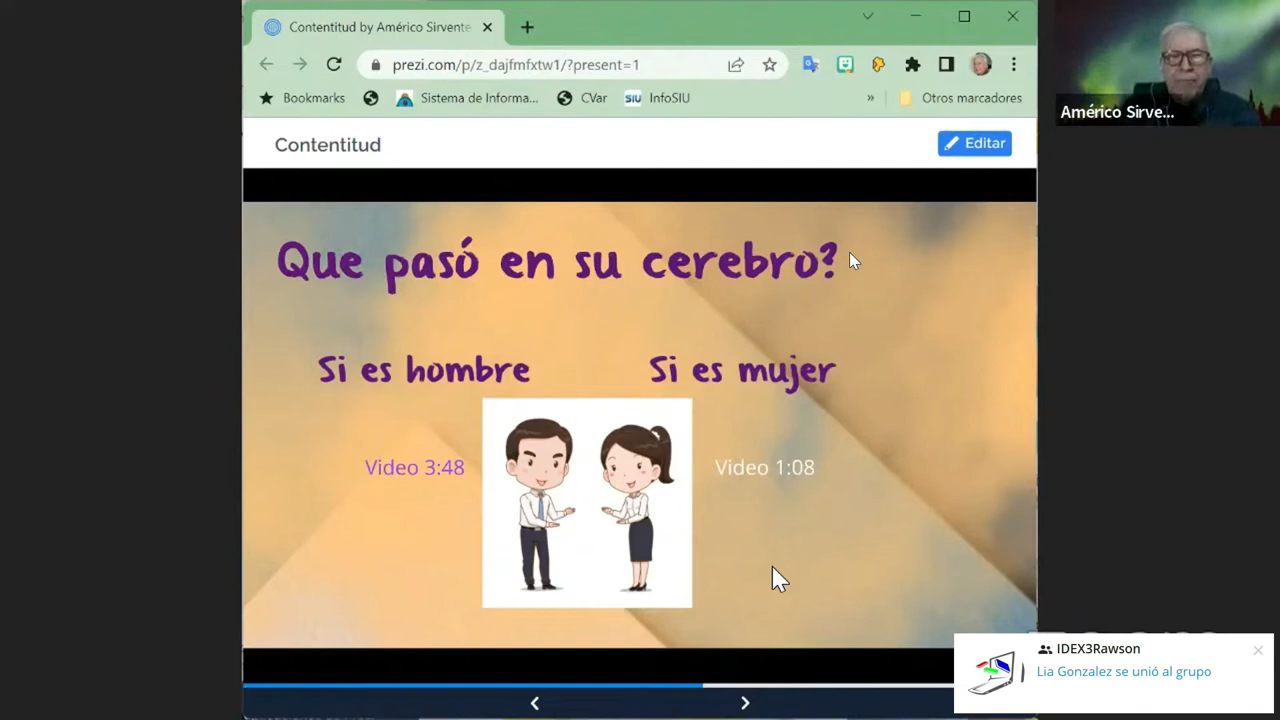 Contentitud by Américo Sirvente
prezi.com/p/z_dajfmfxtw1/?present=1
Bookmarks
Sistema de Informa...
CVar
SIU InfoSIU
»
Otros marcadores
Américo Sirve...
Contentitud
Editar
Que pasó en su cerebro?
Si es hombre
Si es mujer
Video 3:48
Video 1:08
IDEX3Rawson
Lia Gonzalez se unió al grupo